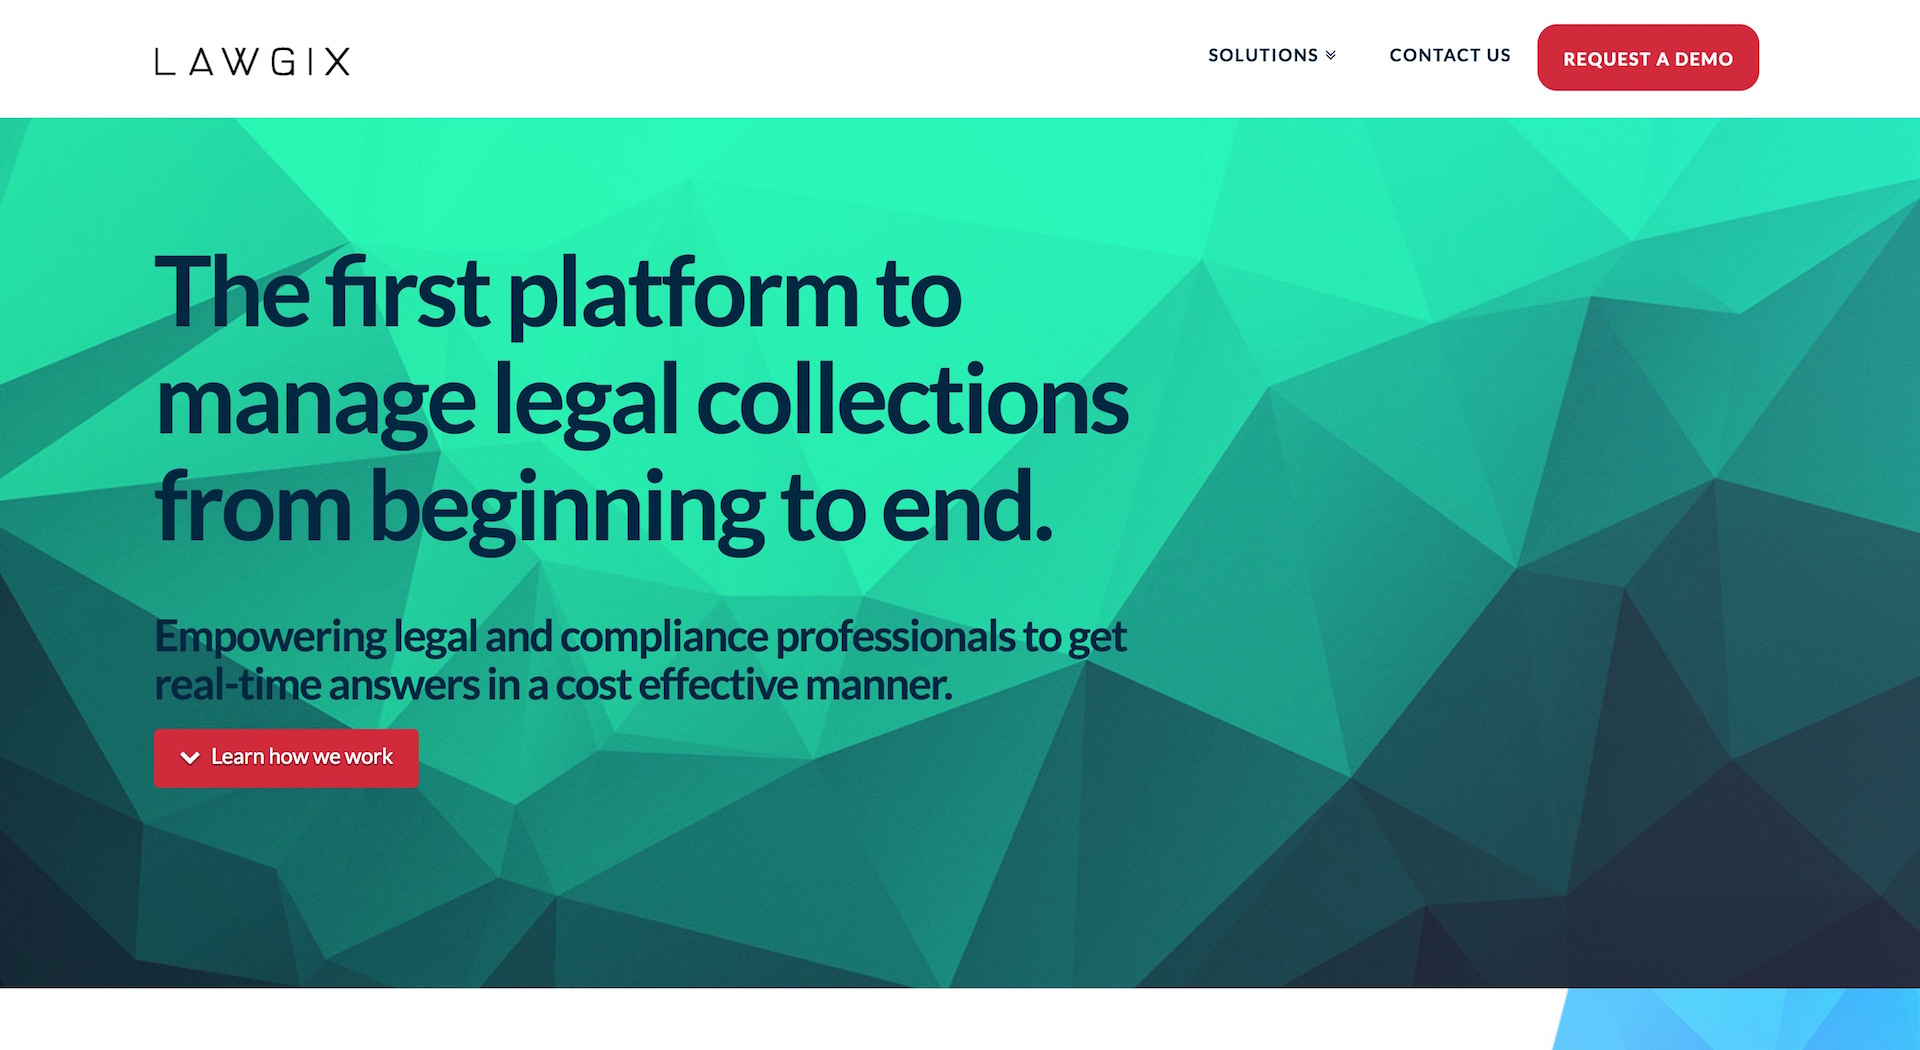 LAWGIX
SOLUTIONS
CONTACT US
REQUEST A DEMO
The first platform to
manage legal collections
from beginning to end.
Empowering legal and compliance professionals to get
real-time answers in a cost effective manner.
Learn how we work